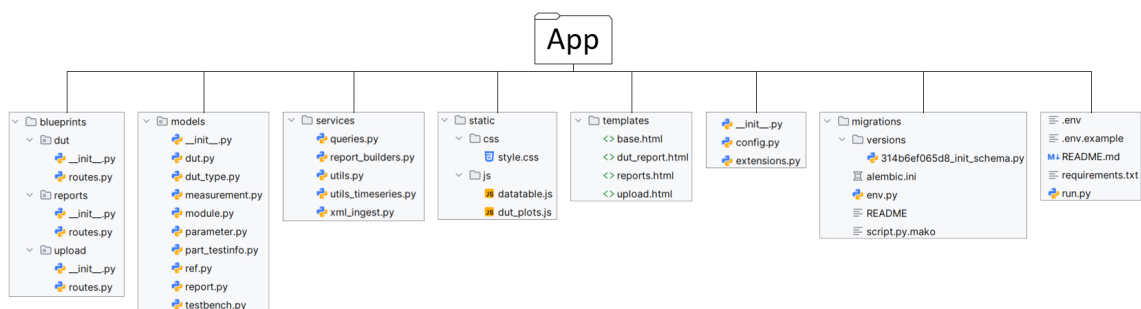 App
blueprints
dut
__init__.py
routes.py
reports
__init__.py
routes.py
upload
__init__.py
routes.py
models
__init__.py
dut.py
dut_type.py
measurement.py
module.py
parameter.py
part_testinfo.py
ref.py
report.py
testbench.py
services
queries.py
report_builders.py
utils.py
utils_timeseries.py
xml_ingest.py
static
css
style.css
js
JS datatable.js
JS dut_plots.js
templates
<> base.html
<> dut_report.html
<> reports.html
<> upload.html
__init__.py
config.py
extensions.py
migrations
versions
314b6ef065d8_init_schema.py
alembic.ini
env.py
README
script.py.mako
.env
.env.example
M↓ README.md
requirements.txt
run.py